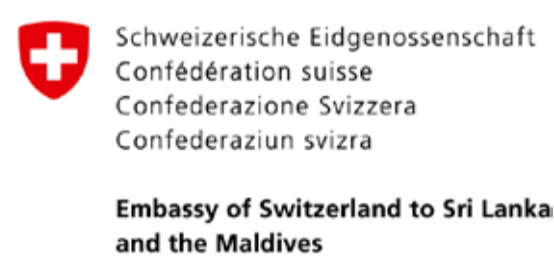 Schweizerische Eidgenossenschaft
Confédération suisse
Confederazione Svizzera
Confederaziun svizra
Embassy of Switzerland to Sri Lanka
and the Maldives